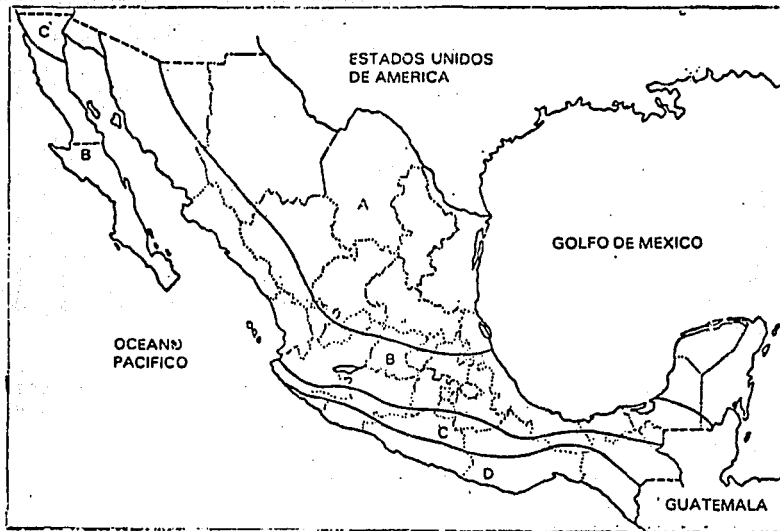 C
ESTADOS UNIDOS
DE AMERICA
B
A
GOLFO DE MEXICO
OCEANO
PACIFICO
B
C
D
GUATEMALA